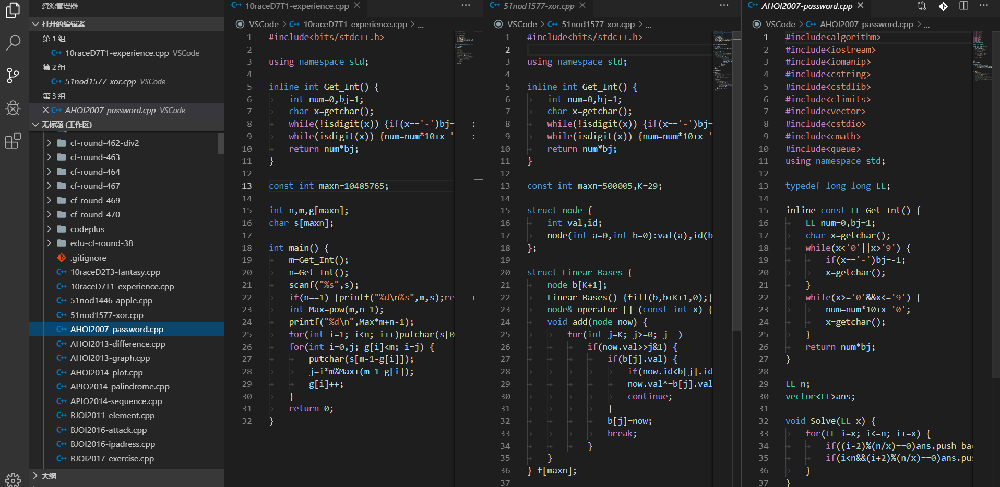 资源管理器
打开的编辑器
第 1 组
10raceD7T1-experience.cpp VSCode
第 2 组
51nod1577-xor.cpp VSCode
第 3 组
AHOI2007-password.cpp VSCode
无标题 (工作区)
cf-round-462-div2
cf-round-463
cf-round-464
cf-round-467
cf-round-469
cf-round-470
codeplus
edu-cf-round-38
.gitignore
10raceD2T3-fantasy.cpp
10raceD7T1-experience.cpp
51nod1446-apple.cpp
51nod1577-xor.cpp
AHOI2007-password.cpp
AHOI2013-difference.cpp
AHOI2013-graph.cpp
AHOI2014-plot.cpp
APIO2014-palindrome.cpp
APIO2014-sequence.cpp
BJOI2011-element.cpp
BJOI2016-attack.cpp
BJOI2016-ipadress.cpp
BJOI2017-exercise.cpp
大纲
10raceD7T1-experience.cpp
VSCode > 10raceD7T1-experience.cpp > ...
1 #include<bits/stdc++.h>
2
3 using namespace std;
4
5 inline int Get_Int() {
6 int num=0,bj=1;
7 char x=getchar();
8 while(!isdigit(x)) {if(x=='-')bj=
9 while(isdigit(x)) {num=num*10+x-'
10 return num*bj;
11 }
12
13 const int maxn=10485765;
14
15 int n,m,g[maxn];
16 char s[maxn];
17
18 int main() {
19 m=Get_Int();
20 n=Get_Int();
21 scanf("%s",s);
22 if(n==1) {printf("%d\n%s",m,s);re
23 int Max=pow(m,n-1);
24 printf("%d\n",Max*m+n-1);
25 for(int i=1; i<n; i++)putchar(s[0
26 for(int i=0,j; g[i]<m; i=j) {
27 putchar(s[m-1-g[i]]);
28 j=i*m%Max+(m-1-g[i]);
29 g[i]++;
30 }
31 return 0;
32 }
51nod1577-xor.cpp
VSCode > 51nod1577-xor.cpp > ...
1 #include<bits/stdc++.h>
2
3 using namespace std;
4
5 inline int Get_Int() {
6 int num=0,bj=1;
7 char x=getchar();
8 while(!isdigit(x)) {if(x=='-')bj=
9 while(isdigit(x)) {num=num*10+x-'
10 return num*bj;
11 }
12
13 const int maxn=500005,K=29;
14
15 struct node {
16 int val,id;
17 node(int a=0,int b=0):val(a),id(b
18 };
19
20 struct Linear_Bases {
21 node b[K+1];
22 Linear_Bases() {fill(b,b+K+1,0);}
23 node& operator [] (const int x) {
24 void add(node now) {
25 for(int j=K; j>=0; j--)
26 if(now.val>>j&1) {
27 if(b[j].val) {
28 if(now.id<b[j].id
29 now.val^=b[j].val
30 continue;
31 }
32 b[j]=now;
33 break;
34 }
35 }
36 } f[maxn];
37
AHOI2007-password.cpp
VSCode > AHOI2007-password.cpp > ...
1 #include<algorithm>
2 #include<iostream>
3 #include<iomanip>
4 #include<cstring>
5 #include<cstdlib>
6 #include<climits>
7 #include<vector>
8 #include<cstdio>
9 #include<cmath>
10 #include<queue>
11 using namespace std;
12
13 typedef long long LL;
14
15 inline const LL Get_Int() {
16 LL num=0,bj=1;
17 char x=getchar();
18 while(x<'0'||x>'9') {
19 if(x=='-')bj=-1;
20 x=getchar();
21 }
22 while(x>='0'&&x<='9') {
23 num=num*10+x-'0';
24 x=getchar();
25 }
26 return num*bj;
27 }
28
29 LL n;
30 vector<LL>ans;
31
32 void Solve(LL x) {
33 for(LL i=x; i<=n; i+=x) {
34 if((i-2)%(n/x)==0)ans.push_ba
35 if(i<n&&(i+2)%(n/x)==0)ans.pu
36 }
37 }